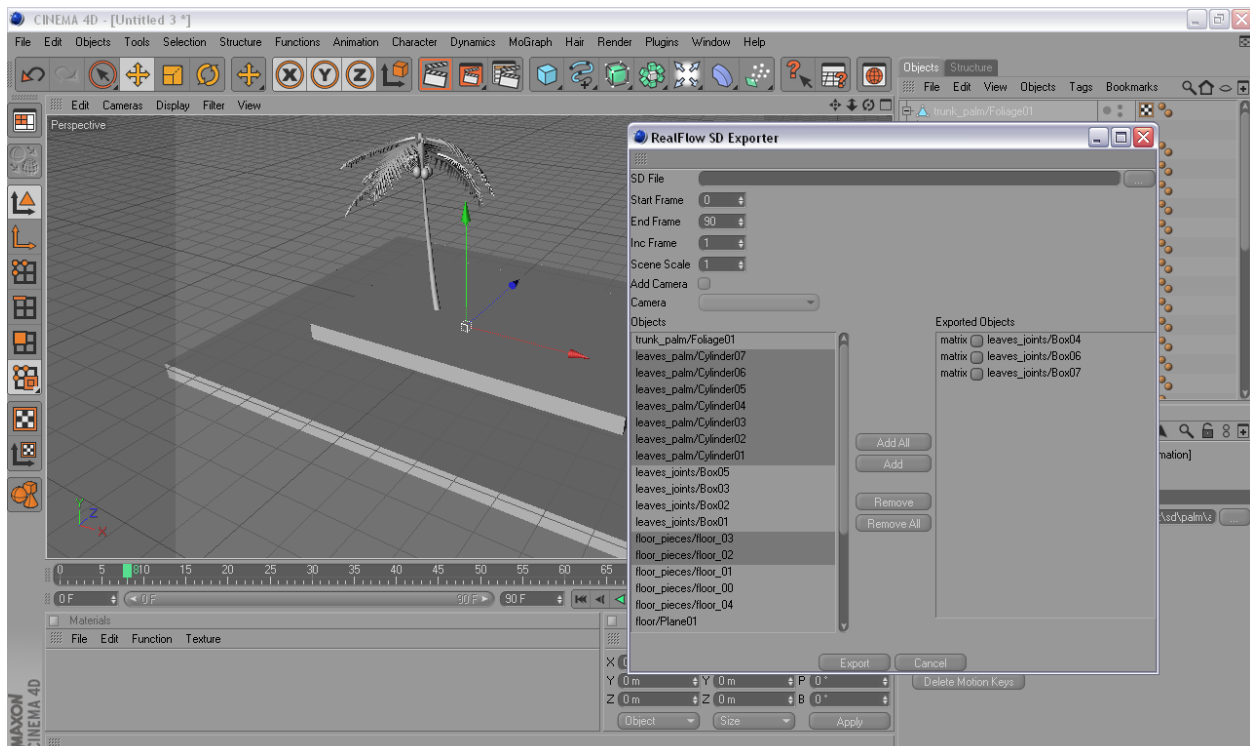 CINEMA 4D - [Untitled 3 *]
File Edit Objects Tools Selection Structure Functions Animation Character Dynamics MoGraph Hair Render Plugins Window Help
X Y Z
Objects Structure
File Edit View Objects Tags Bookmarks
trunk_palm/Foliage01
Edit Cameras Display Filter View
Perspective
Y
Z
X
RealFlow SD Exporter
SD File ...
Start Frame 0
End Frame 90
Inc Frame 1
Scene Scale 1
Add Camera
Camera
Objects
trunk_palm/Foliage01
leaves_palm/Cylinder07
leaves_palm/Cylinder06
leaves_palm/Cylinder05
leaves_palm/Cylinder04
leaves_palm/Cylinder03
leaves_palm/Cylinder02
leaves_palm/Cylinder01
leaves_joints/Box05
leaves_joints/Box03
leaves_joints/Box02
leaves_joints/Box01
floor_pieces/floor_03
floor_pieces/floor_02
floor_pieces/floor_01
floor_pieces/floor_00
floor_pieces/floor_04
floor/Plane01
Add All
Add
Remove
Remove All
Exported Objects
matrix leaves_joints/Box04
matrix leaves_joints/Box06
matrix leaves_joints/Box07
Export Cancel
mation]
\sd\palm\a ...
0 5 810 15 20 25 30 35 40 45 50 55 60 65
0 F 0 F 90 F 90 F
Materials
File Edit Function Texture
X
Y 0 m Y 0 m P 0 °
Z 0 m Z 0 m B 0 °
Object Size Apply
Delete Motion Keys
MAXON
CINEMA 4D